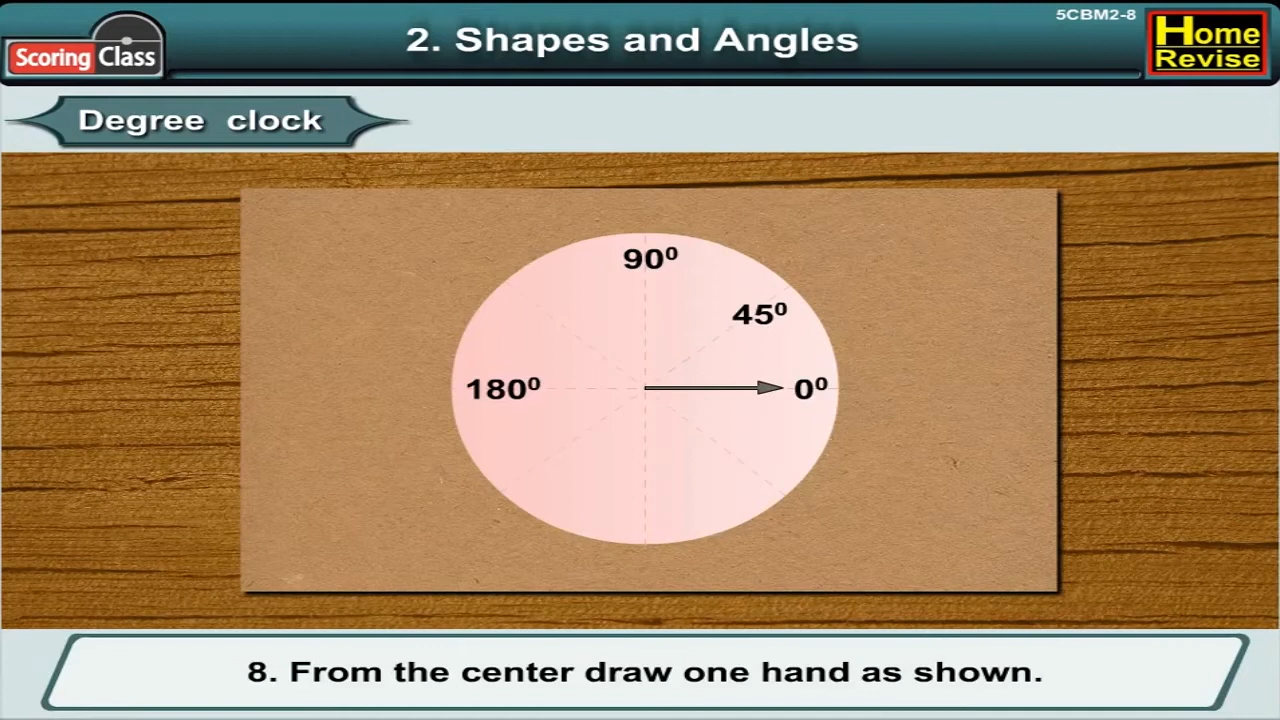 5CBM2-8
Scoring Class
2. Shapes and Angles
Home
Revise
Degree clock
90⁰
45⁰
180⁰
0⁰
8. From the center draw one hand as shown.